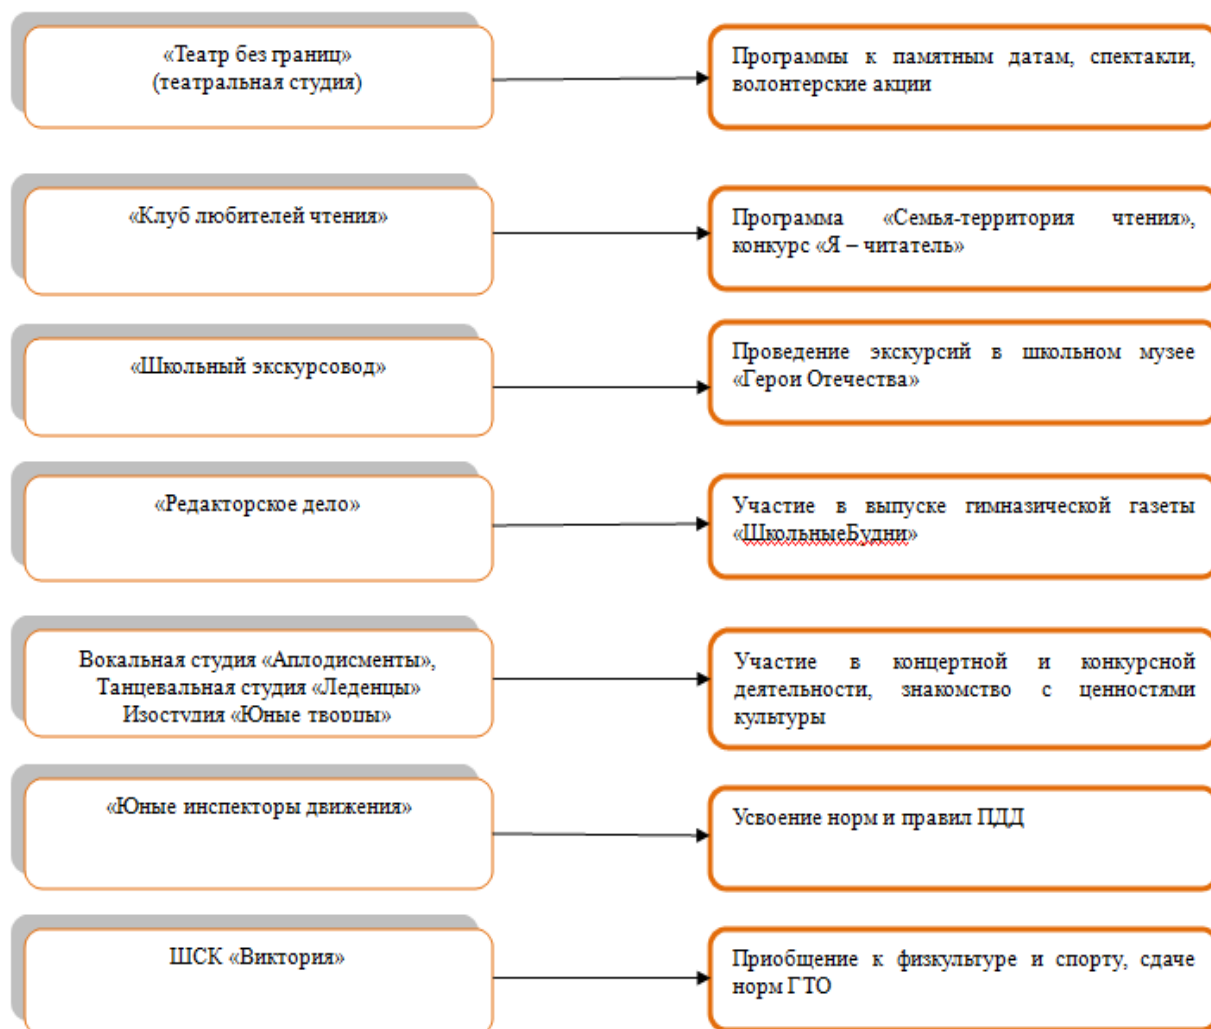 «Театр без границ»
(театральная студия)
Программы к памятным датам, спектакли,
волонтерские акции
«Клуб любителей чтения»
Программа «Семья-территория чтения»,
конкурс «Я – читатель»
«Школьный экскурсовод»
Проведение экскурсий в школьном музее
«Герои Отечества»
«Редакторское дело»
Участие в выпуске гимназической газеты
«ШкольныеБудни»
Вокальная студия «Аплодисменты»,
Танцевальная студия «Леденцы»
Изостудия «Юные творцы»
Участие в концертной и конкурсной
деятельности, знакомство с ценностями
культуры
«Юные инспекторы движения»
Усвоение норм и правил ПДД
ШСК «Виктория»
Приобщение к физкультуре и спорту, сдаче
норм ГТО